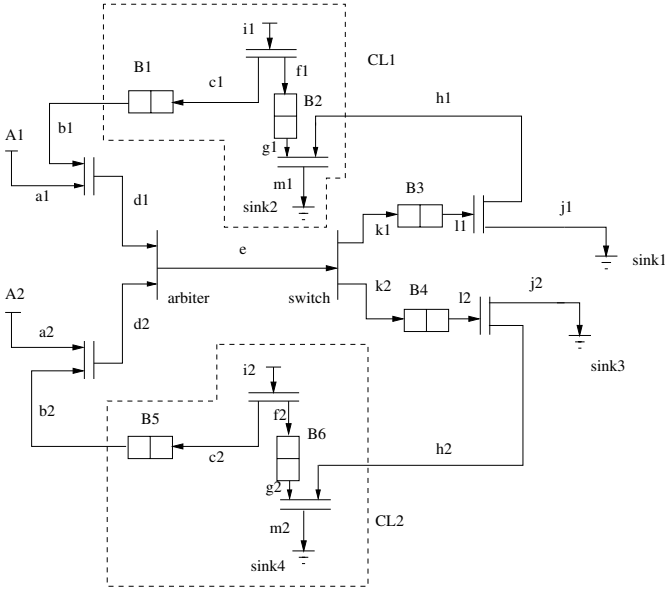 i1
B1
c1
f1
CL1
B2
h1
b1
A1
g1
m1
a1
d1
sink2
B3
k1
l1
j1
sink1
e
arbiter
switch
k2
B4
l2
j2
sink3
A2
a2
d2
b2
i2
B5
f2
B6
c2
g2
h2
m2
CL2
sink4